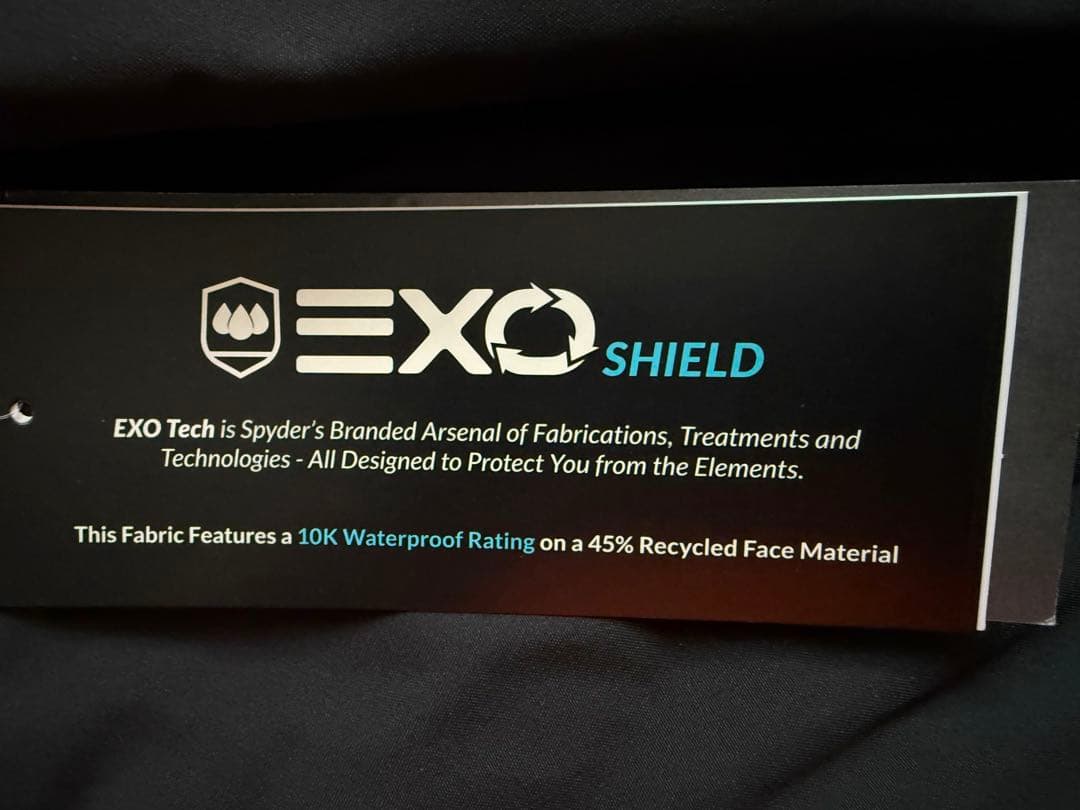 EXO SHIELD
EXO Tech is Spyder's Branded Arsenal of Fabrications, Treatments and
Technologies - All Designed to Protect You from the Elements.
This Fabric Features a 10K Waterproof Rating on a 45% Recycled Face Material